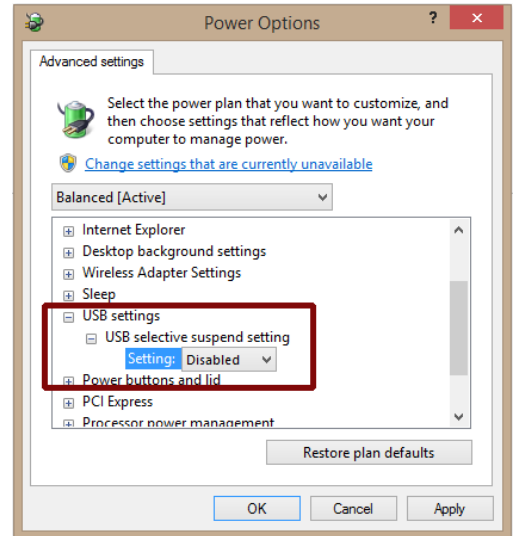 Power Options
?
Advanced settings
Select the power plan that you want to customize, and
then choose settings that reflect how you want your
computer to manage power.
Change settings that are currently unavailable
Balanced [Active]
Internet Explorer
Desktop background settings
Wireless Adapter Settings
Sleep
USB settings
USB selective suspend setting
Setting: Disabled
Power buttons and lid
PCI Express
Processor power management
Restore plan defaults
OK Cancel Apply